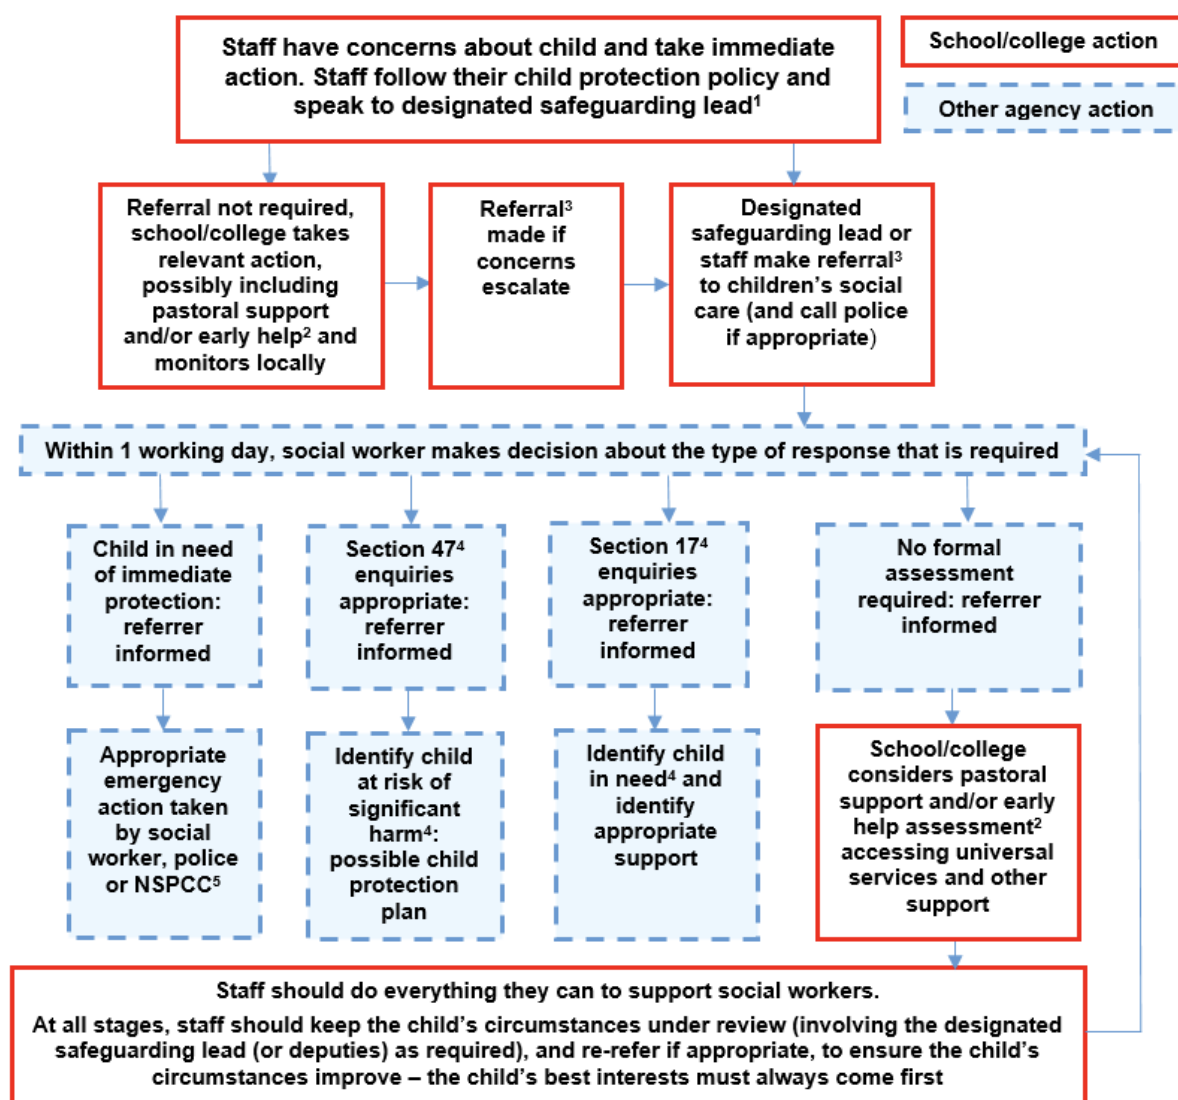 Staff have concerns about child and take immediate
action. Staff follow their child protection policy and
speak to designated safeguarding lead¹
School/college action
Other agency action
Referral not required,
school/college takes
relevant action,
possibly including
pastoral support
and/or early help² and
monitors locally
Referral³
made if
concerns
escalate
Designated
safeguarding lead or
staff make referral³
to children’s social
care (and call police
if appropriate)
Within 1 working day, social worker makes decision about the type of response that is required
Child in need
of immediate
protection:
referrer
informed
Section 47⁴
enquiries
appropriate:
referrer
informed
Section 17⁴
enquiries
appropriate:
referrer
informed
No formal
assessment
required: referrer
informed
Appropriate
emergency
action taken
by social
worker, police
or NSPCC⁵
Identify child
at risk of
significant
harm⁴:
possible child
protection
plan
Identify child
in need⁴ and
identify
appropriate
support
School/college
considers pastoral
support and/or early
help assessment²
accessing universal
services and other
support
Staff should do everything they can to support social workers.
At all stages, staff should keep the child’s circumstances under review (involving the designated
safeguarding lead (or deputies) as required), and re-refer if appropriate, to ensure the child’s
circumstances improve – the child’s best interests must always come first